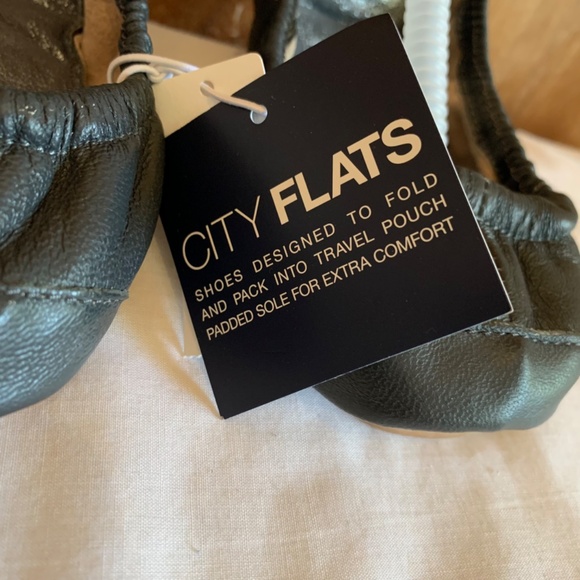 CITY FLATS
SHOES DESIGNED TO FOLD
AND PACK INTO TRAVEL POUCH
PADDED SOLE FOR EXTRA COMFORT